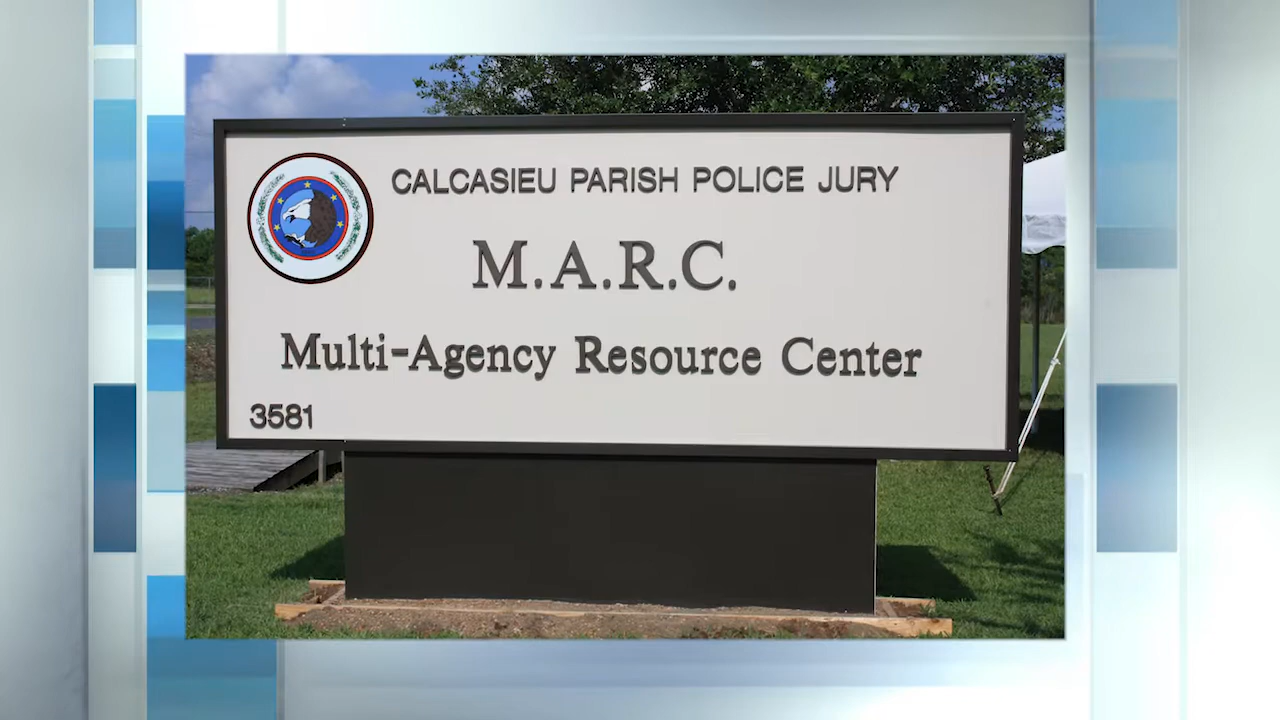 CALCASIEU PARISH POLICE JURY
M.A.R.C.
Multi-Agency Resource Center
3581